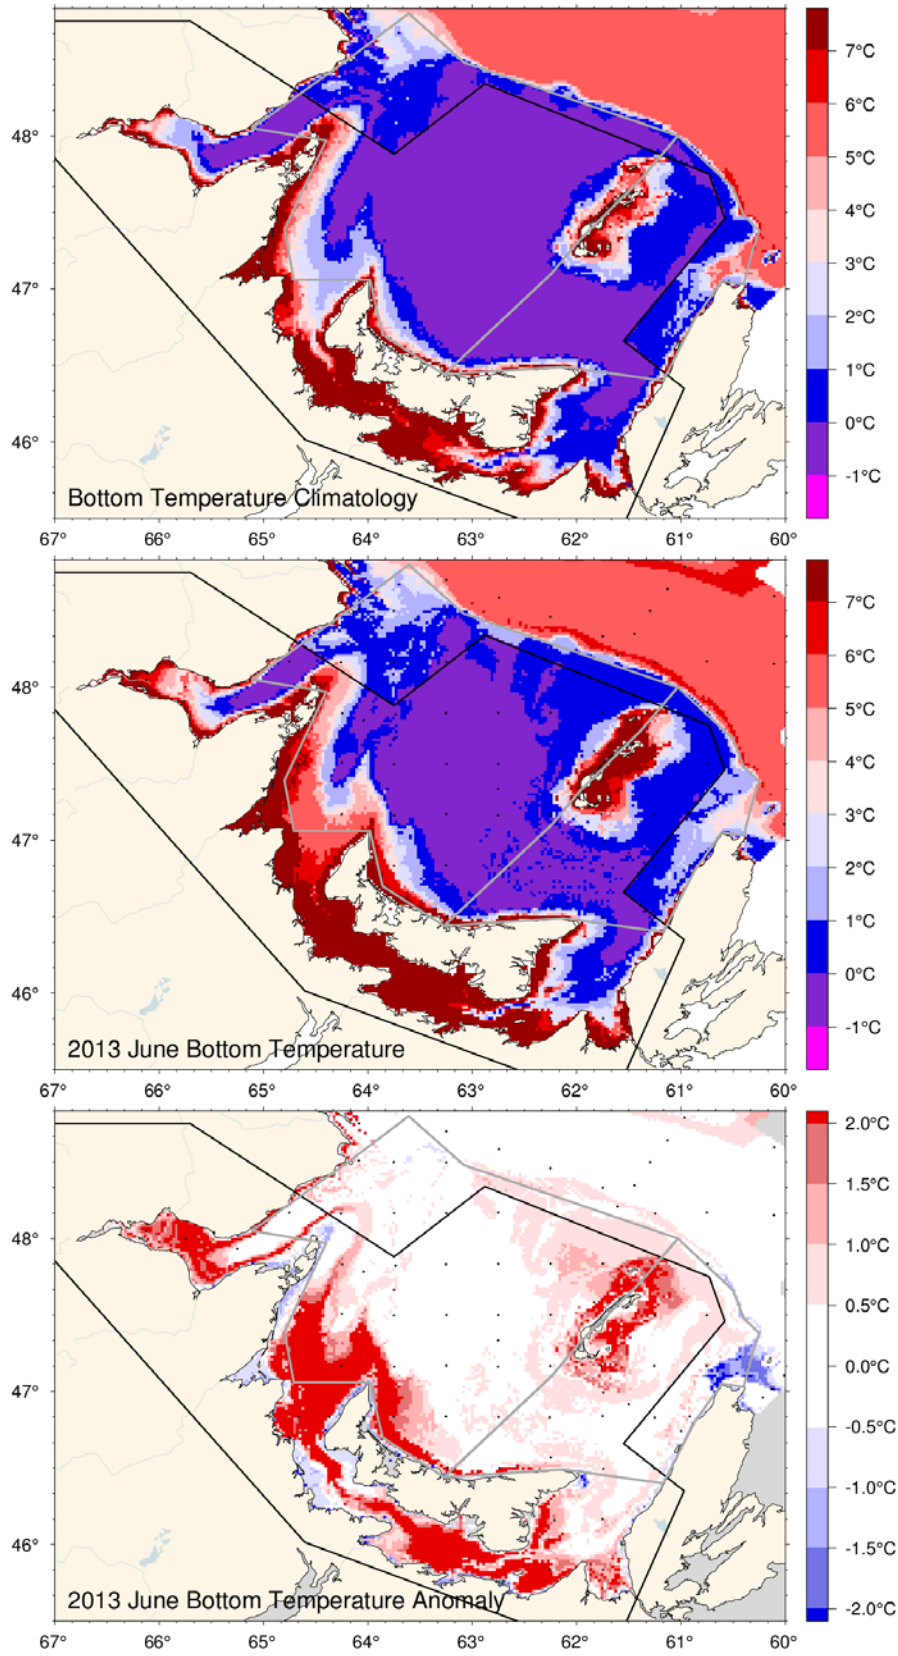 7°C
6°C
5°C
4°C
3°C
2°C
1°C
0°C
-1°C
48°
47°
46°
Bottom Temperature Climatology
67° 66° 65° 64° 63° 62° 61° 60°
7°C
6°C
5°C
4°C
3°C
2°C
1°C
0°C
-1°C
48°
47°
46°
2013 June Bottom Temperature
67° 66° 65° 64° 63° 62° 61° 60°
2.0°C
1.5°C
1.0°C
0.5°C
0.0°C
-0.5°C
-1.0°C
-1.5°C
-2.0°C
48°
47°
46°
2013 June Bottom Temperature Anomaly
67° 66° 65° 64° 63° 62° 61° 60°